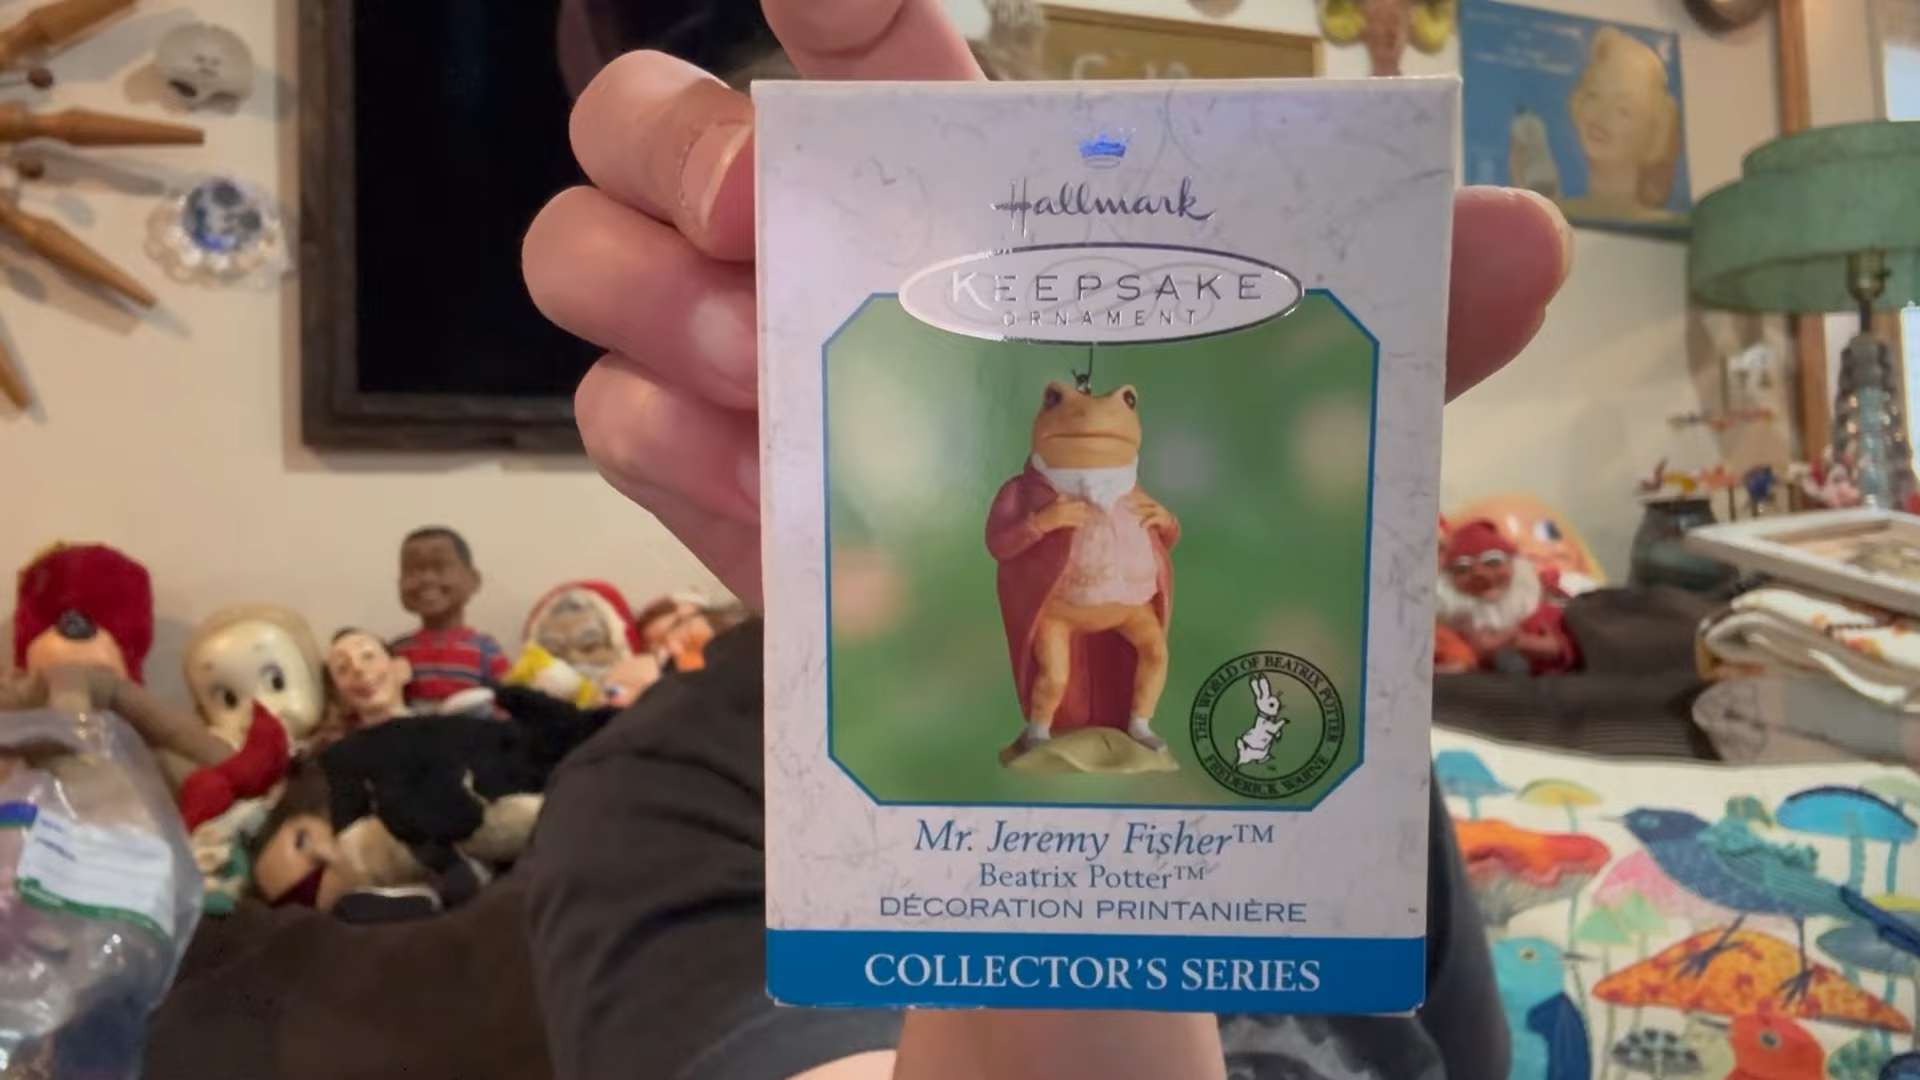 Hallmark
KEEPSAKE
ORNAMENT
THE WORLD OF BEATRIX POTTER
FREDERICK WARNE
Mr. Jeremy Fisher™
Beatrix Potter™
DÉCORATION PRINTANIÈRE
COLLECTOR'S SERIES